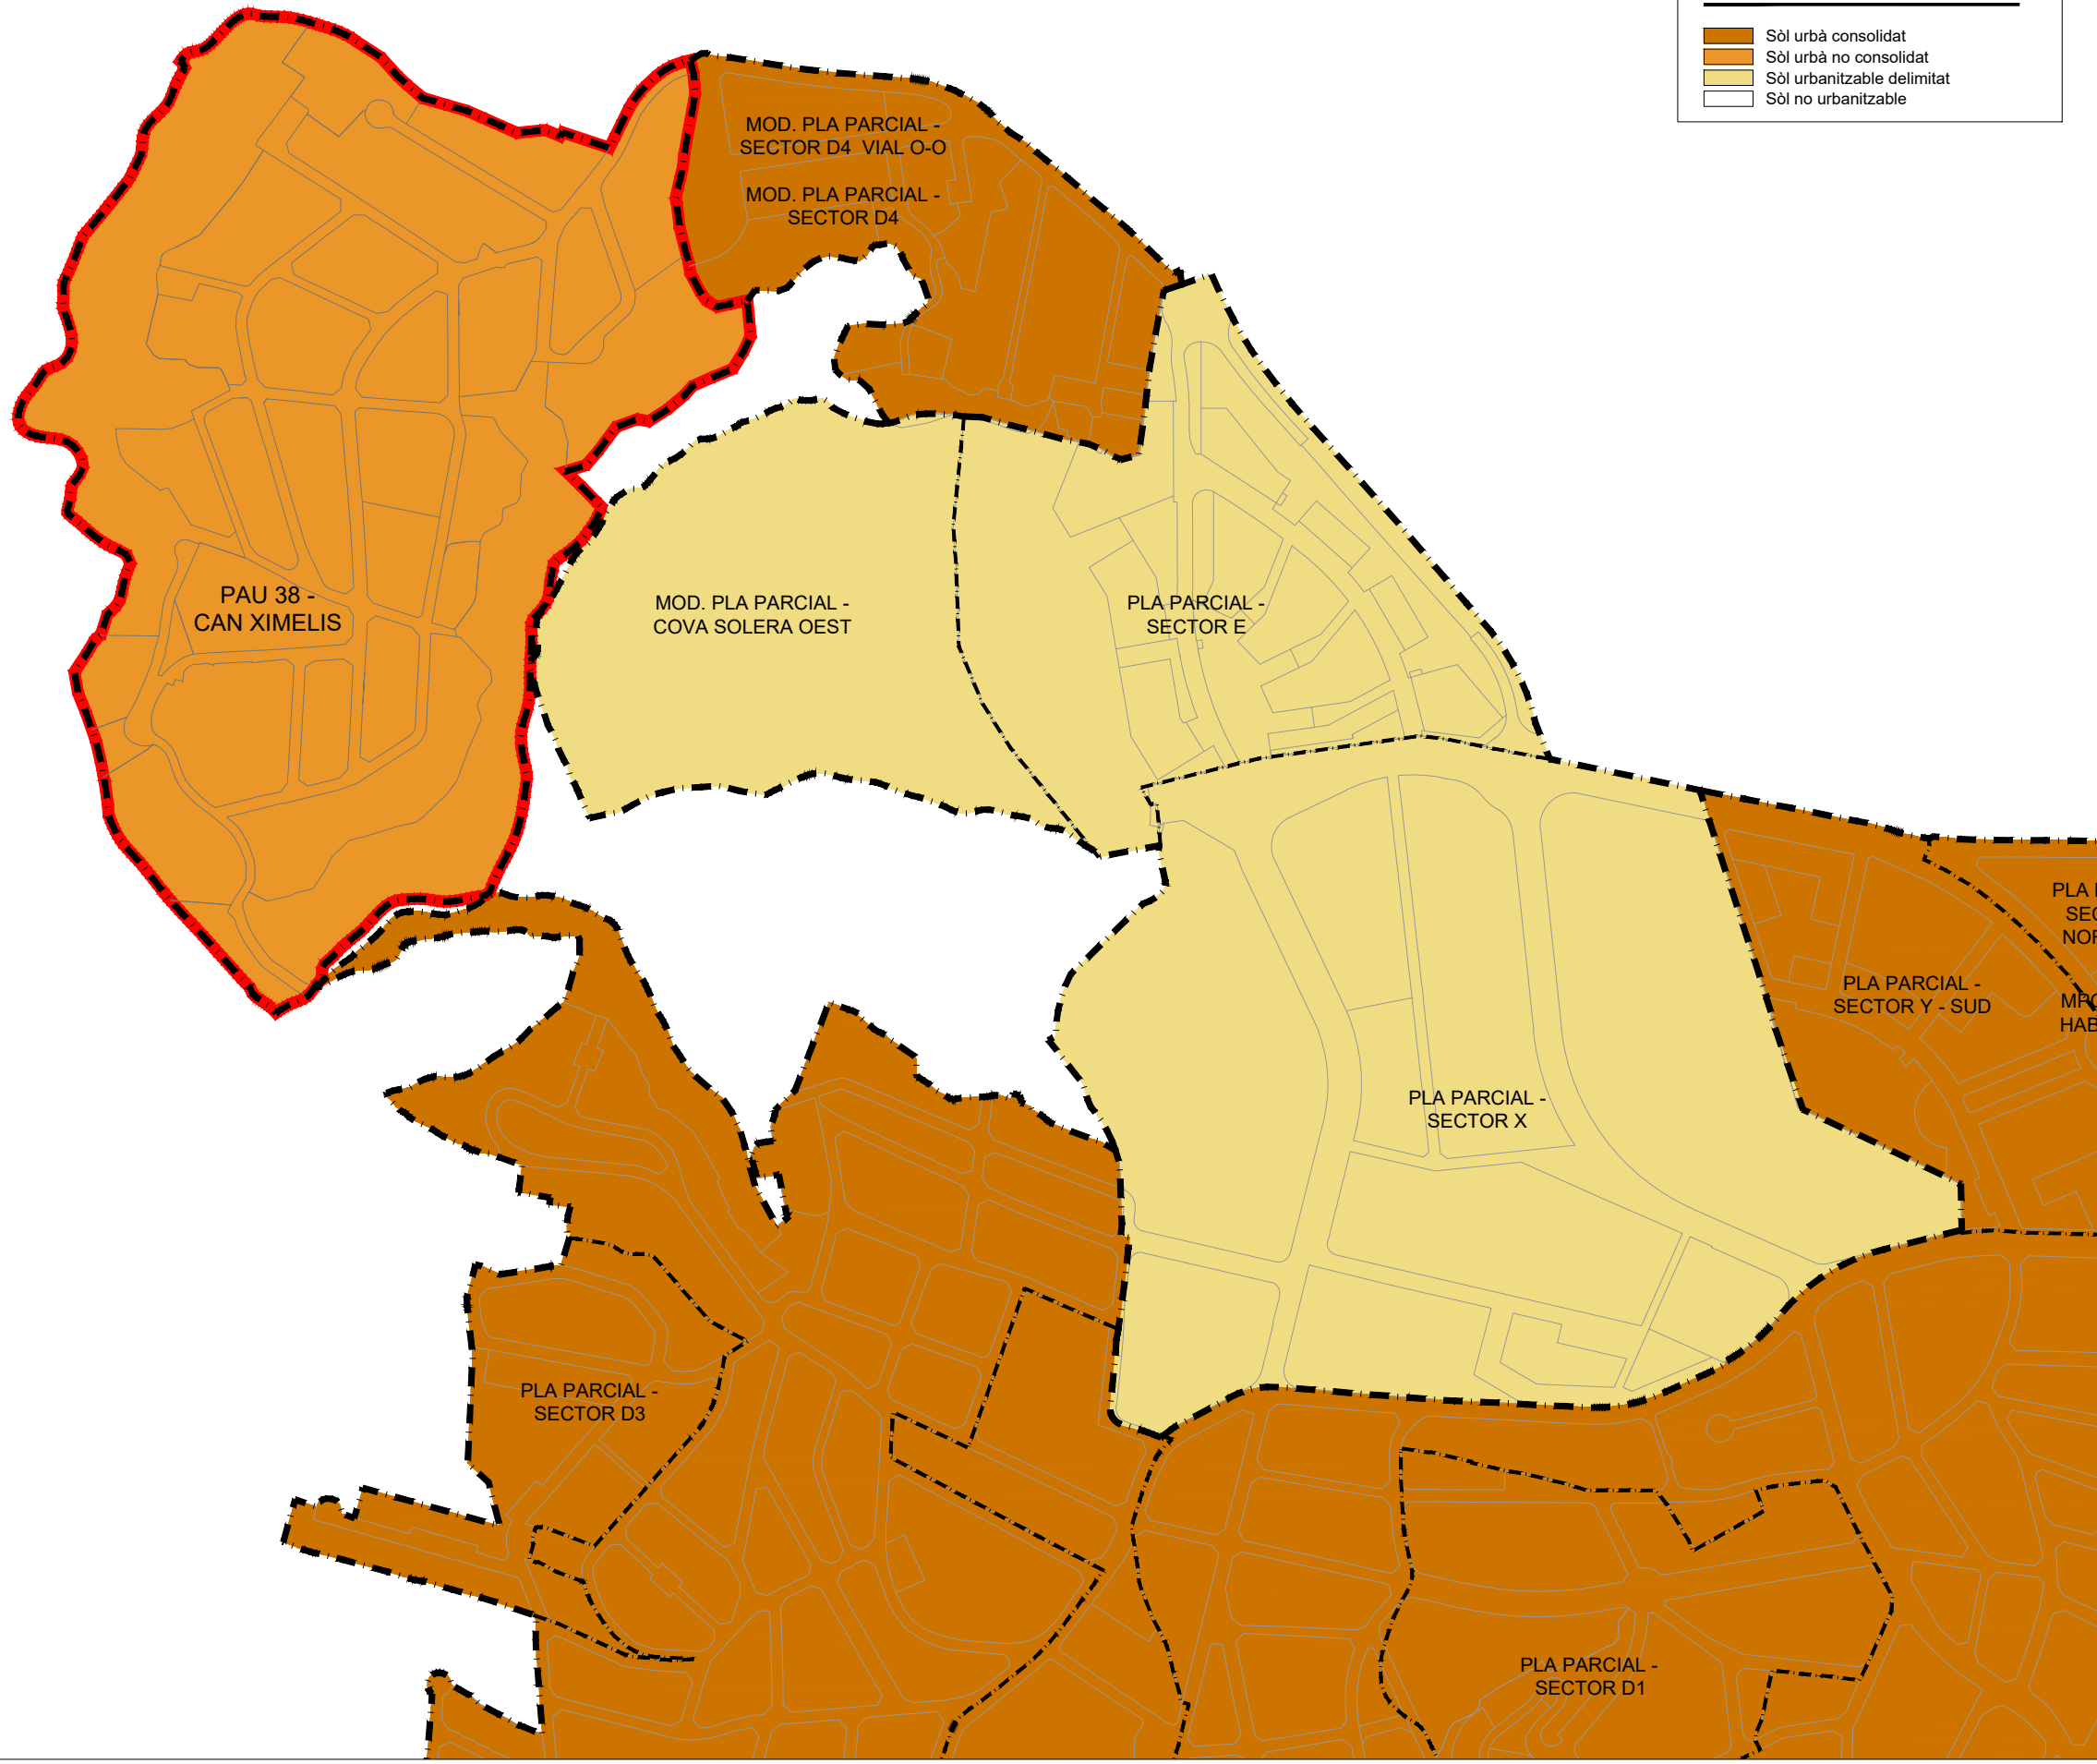 Sòl urbà consolidat
Sòl urbà no consolidat
Sòl urbanitzable delimitat
Sòl no urbanitzable
MOD. PLA PARCIAL -
SECTOR D4 VIAL O-O
MOD. PLA PARCIAL -
SECTOR D4
PAU 38 -
CAN XIMELIS
MOD. PLA PARCIAL -
COVA SOLERA OEST
PLA PARCIAL -
SECTOR E
PLA PARCIAL -
SECTOR Y - SUD
PLA PARCIAL -
SECTOR X
PLA PARCIAL -
SECTOR D3
PLA PARCIAL -
SECTOR D1